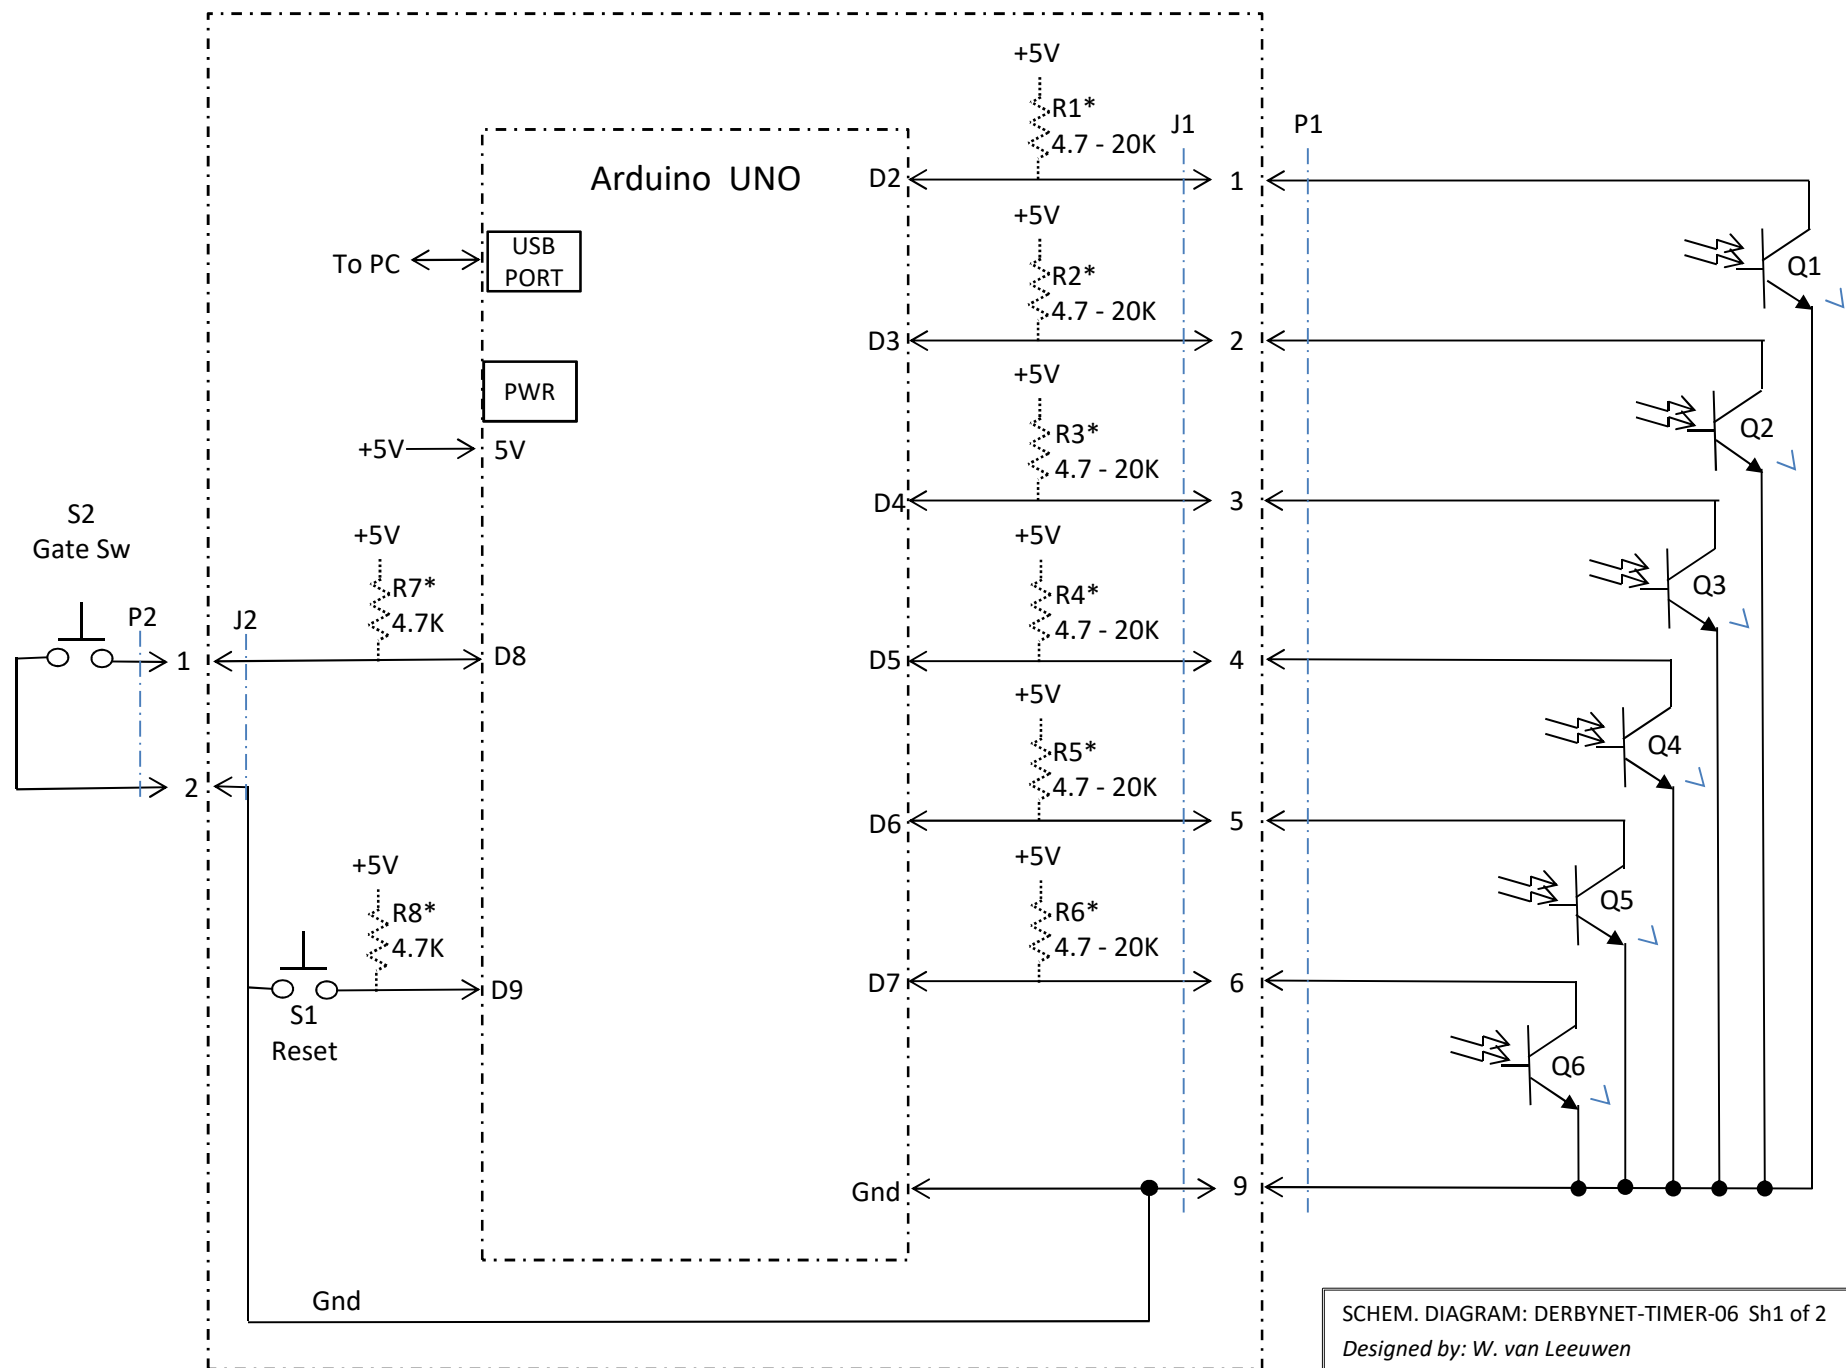 +5V
R1*
4.7 - 20K
J1
P1
Arduino UNO
D2
1
+5V
USB
PORT
To PC
R2*
4.7 - 20K
Q1
D3
2
PWR
+5V
R3*
4.7 - 20K
Q2
+5V
5V
D4
3
S2
Gate Sw
+5V
R7*
4.7K
+5V
R4*
4.7 - 20K
Q3
P2
J2
1
D8
D5
4
+5V
R5*
4.7 - 20K
Q4
2
D6
5
+5V
R8*
4.7K
+5V
R6*
4.7 - 20K
Q5
D9
D7
6
S1
Reset
Q6
Gnd
9
Gnd
SCHEM. DIAGRAM: DERBYNET-TIMER-06 Sh1 of 2
Designed by: W. van Leeuwen